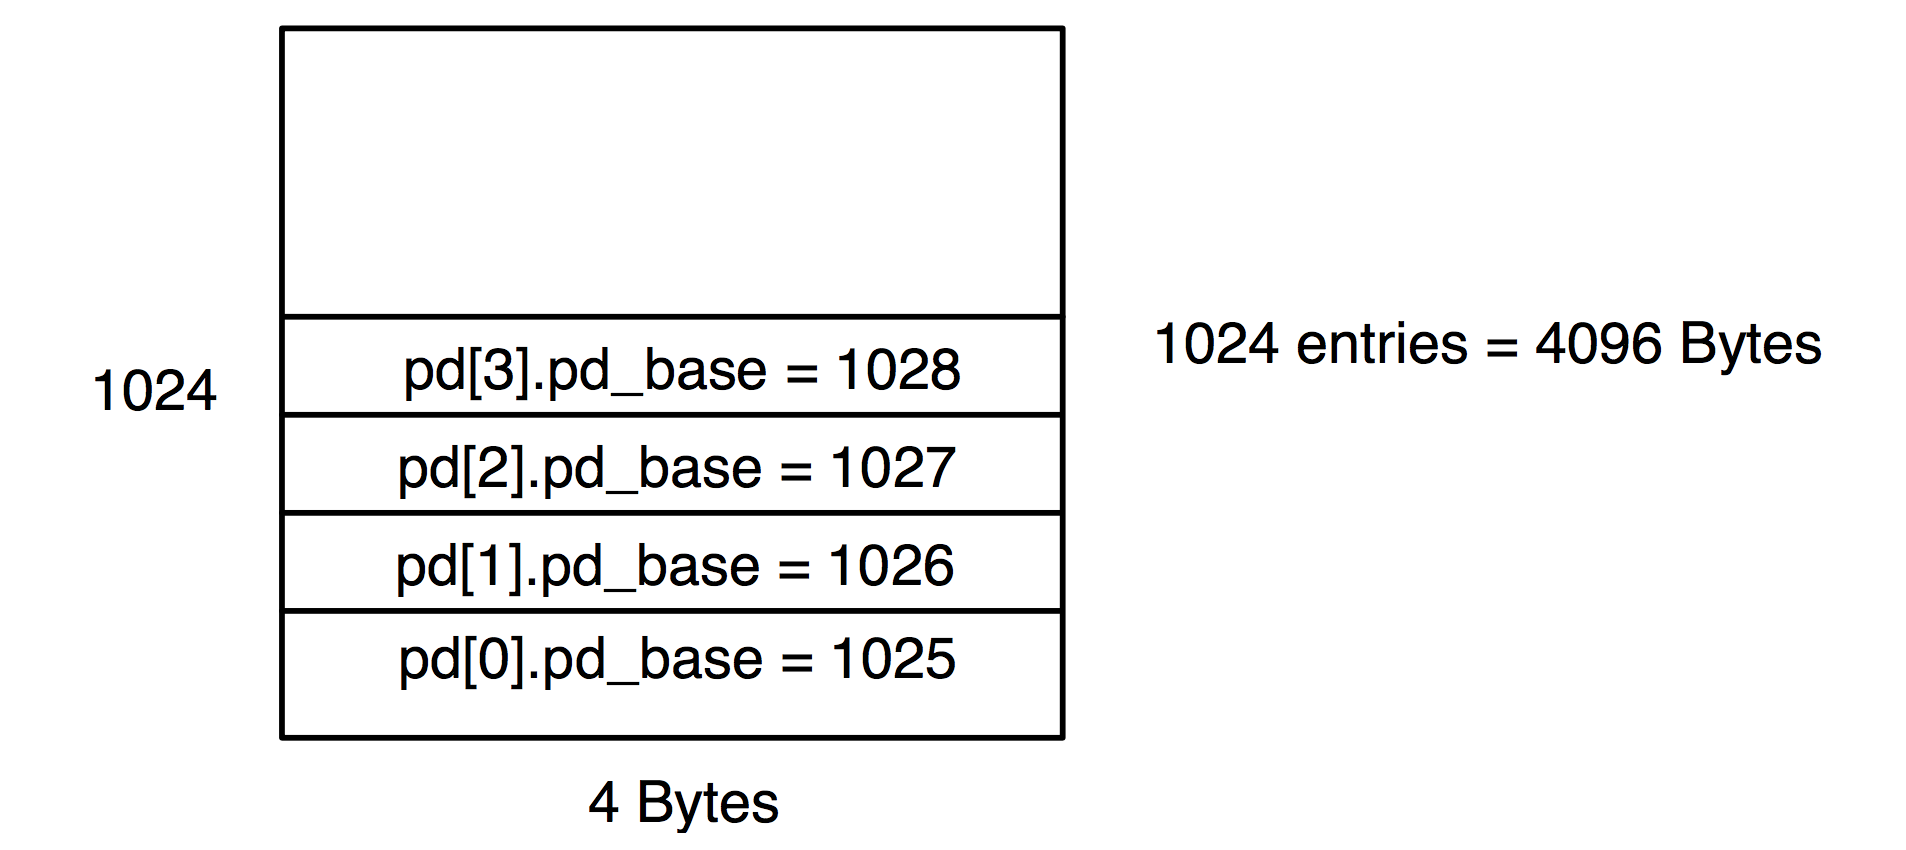 pd[3].pd_base = 1028
1024 entries = 4096 Bytes
1024
pd[2].pd_base = 1027
pd[1].pd_base = 1026
pd[0].pd_base = 1025
4 Bytes